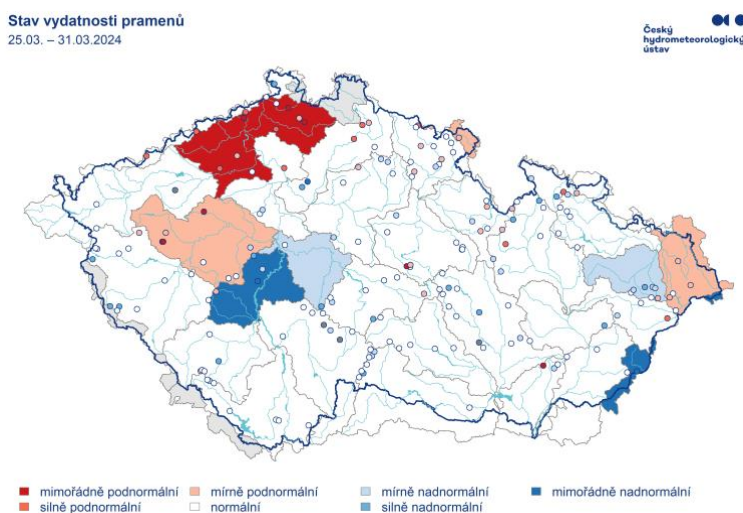 Stav vydatnosti pramenů
25.03. – 31.03.2024
Český
hydrometeorologický
ústav
mimořádně podnormální
mírně podnormální
mírně nadnormální
mimořádně nadnormální
silně podnormální
normální
silně nadnormální